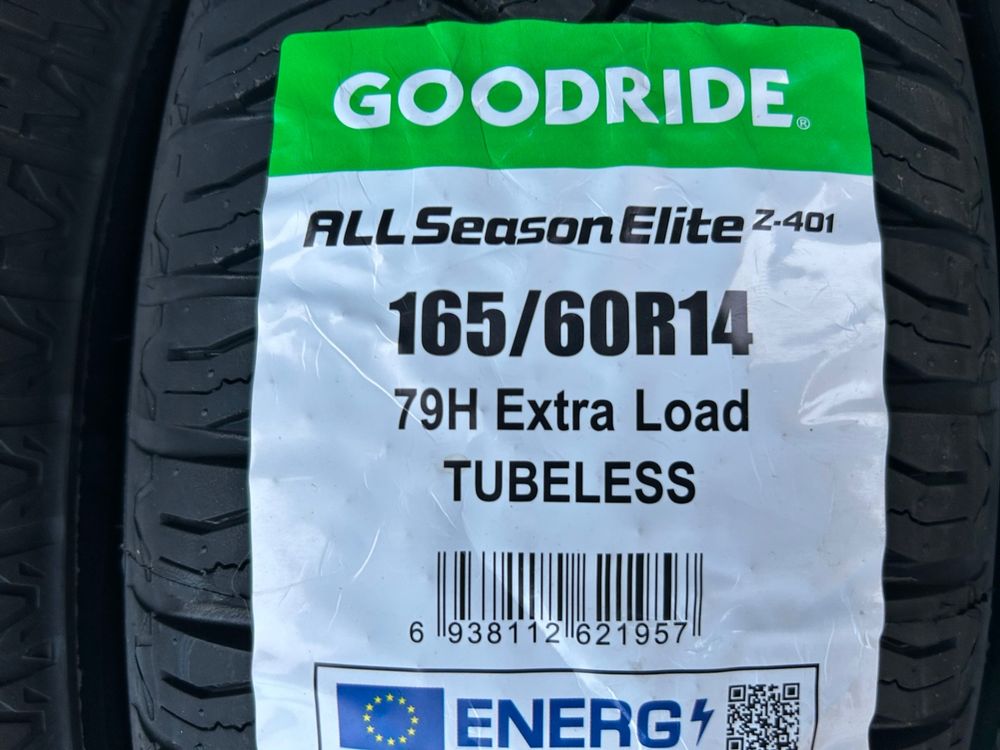 GOODRIDE®
ALL Season Elite Z-401
165/60R14
79H Extra Load
TUBELESS
6 938112 621957
ENERG